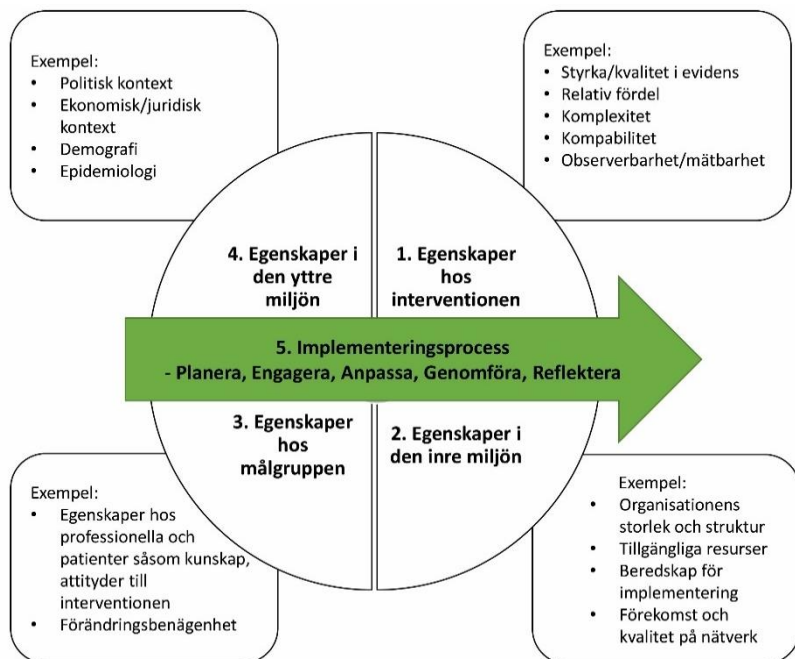 Exempel:
• Politisk kontext
• Ekonomisk/juridisk
kontext
• Demografi
• Epidemiologi
Exempel:
• Styrka/kvalitet i evidens
• Relativ fördel
• Komplexitet
• Kompabilitet
• Observerbarhet/mätbarhet
4. Egenskaper i
den yttre
miljön
1. Egenskaper
hos
interventionen
5. Implementeringsprocess
- Planera, Engagera, Anpassa, Genomföra, Reflektera
3. Egenskaper
hos
målgruppen
2. Egenskaper i
den inre miljön
Exempel:
• Egenskaper hos
professionella och
patienter såsom kunskap,
attityder till
interventionen
• Förändringsbenägenhet
Exempel:
• Organisationens
storlek och struktur
• Tillgängliga resurser
• Beredskap för
implementering
• Förekomst och
kvalitet på nätverk